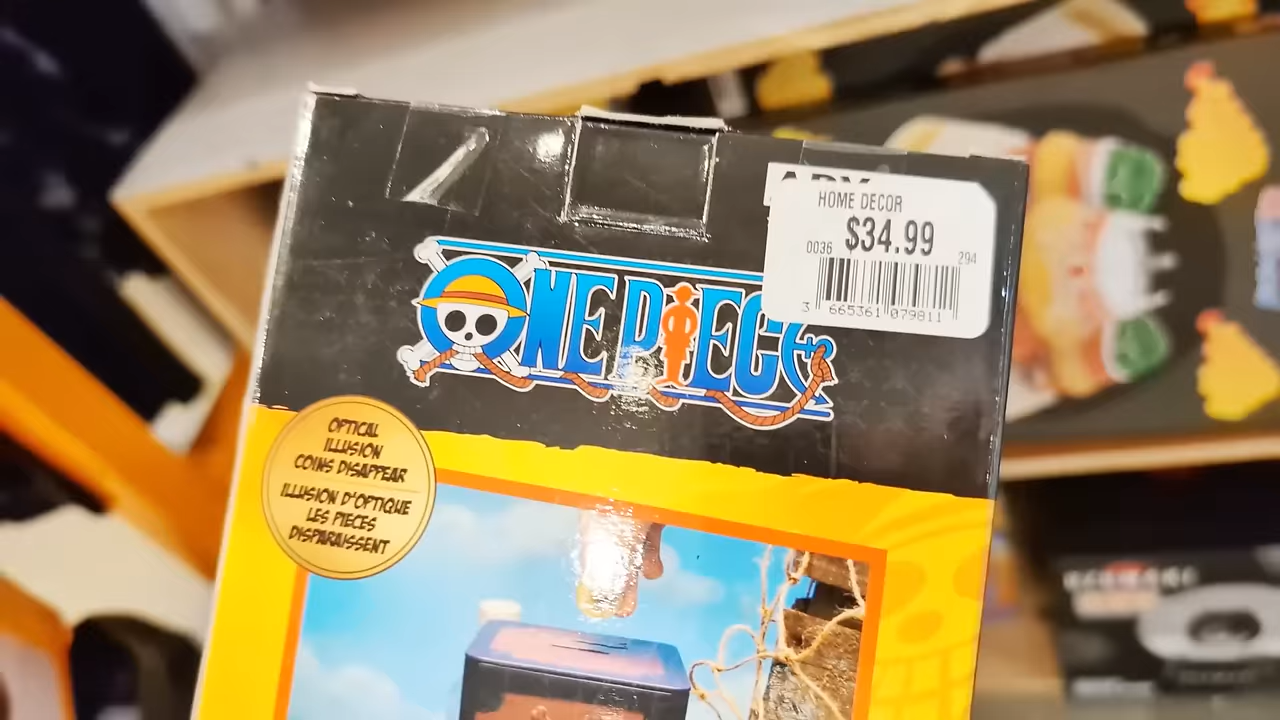 HOME DECOR
$34.99
0036
294
3 665361 079811
ONE PIECE
OPTICAL
ILLUSION
COINS DISAPPEAR
ILLUSION D'OPTIQUE
LES PIECES
DISPARAISSENT